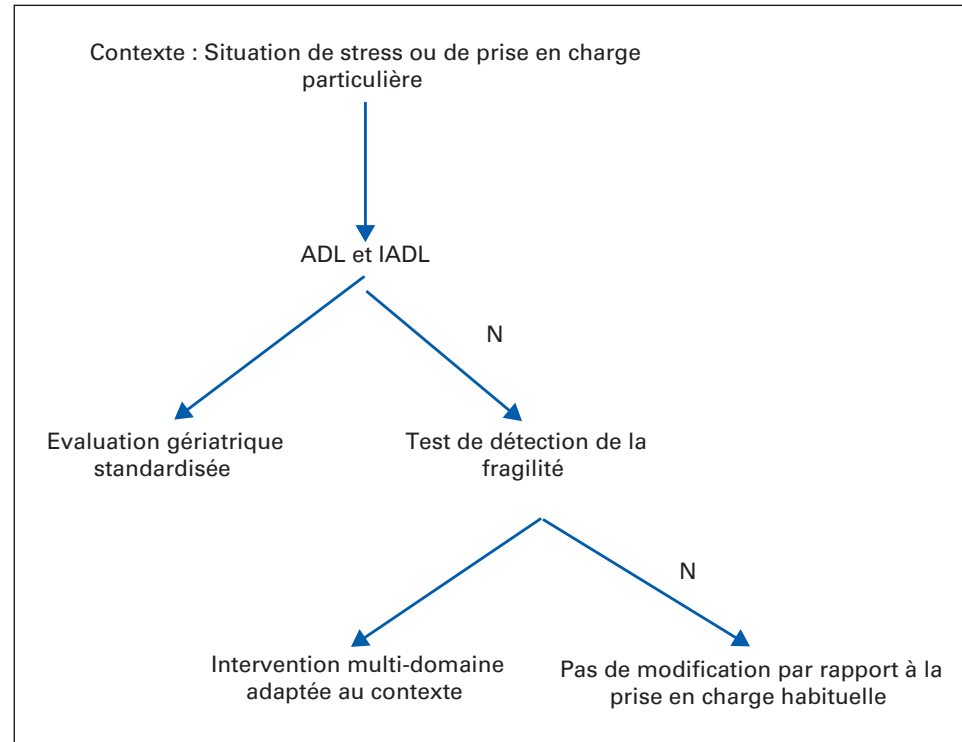 Contexte : Situation de stress ou de prise en charge
particulière
ADL et IADL
N
Evaluation gériatrique
standardisée
Test de détection de la
fragilité
N
Intervention multi-domaine
adaptée au contexte
Pas de modification par rapport à la
prise en charge habituelle